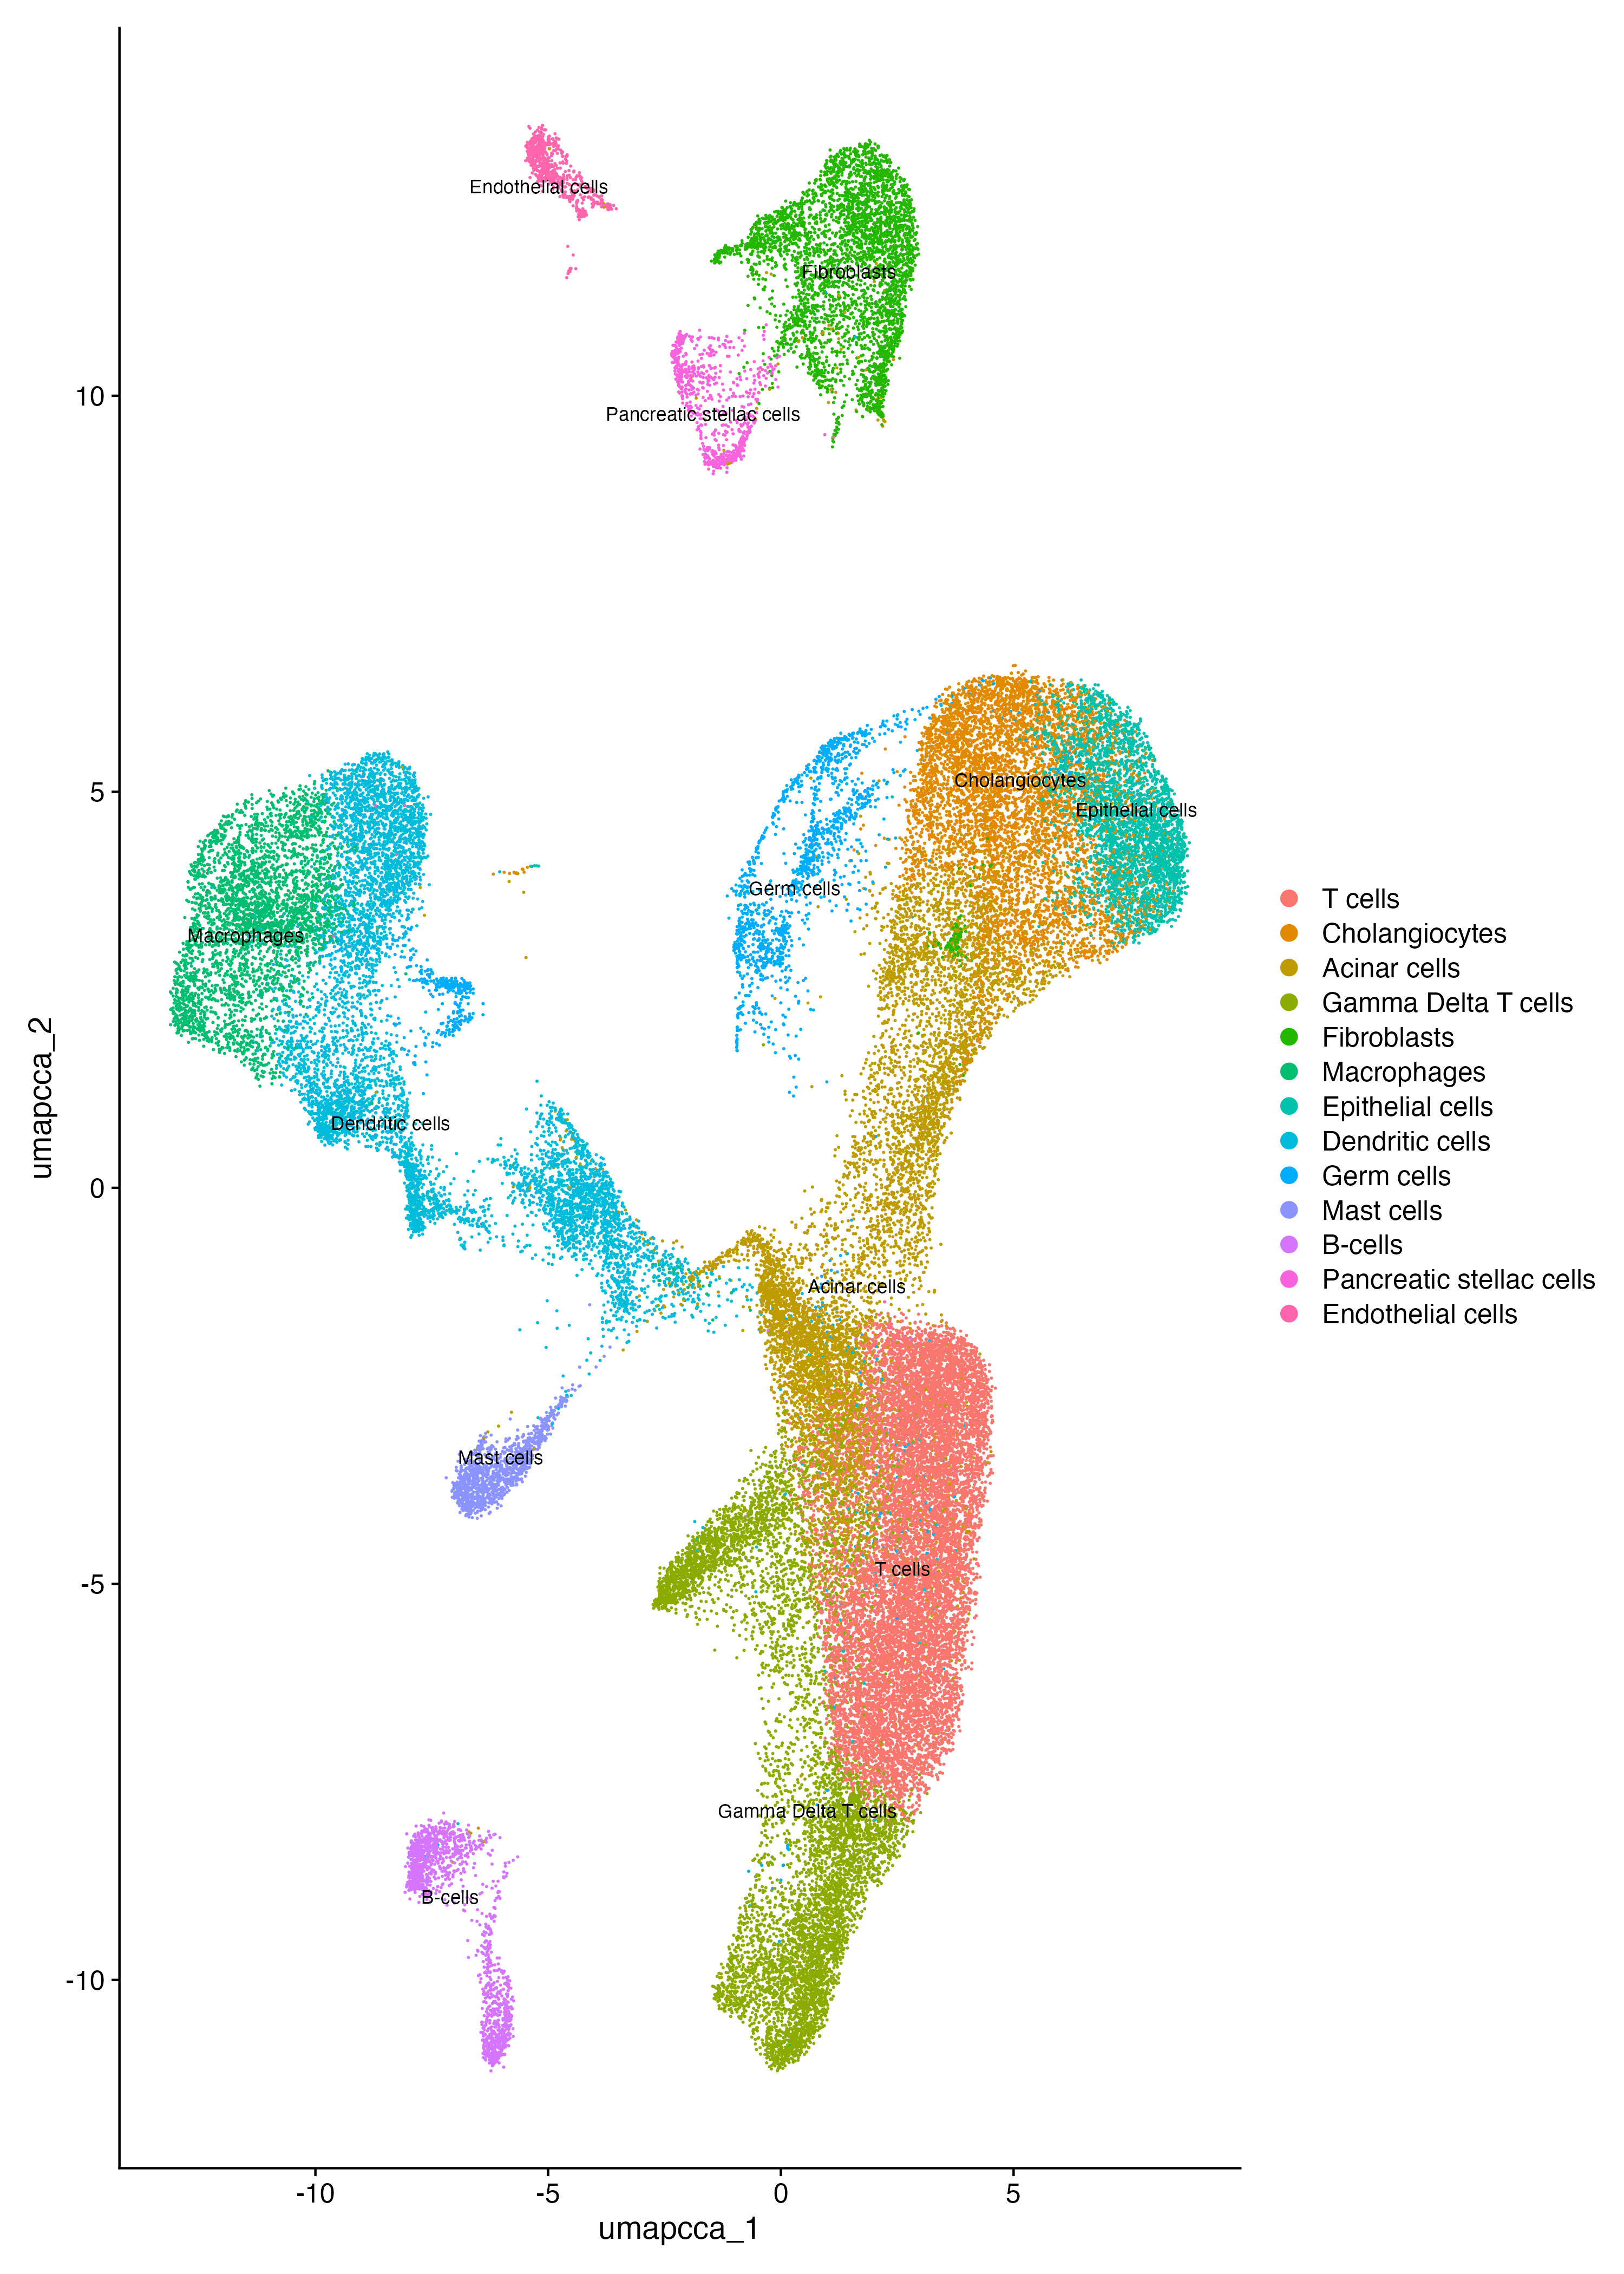 Endothelial cells
Fibroblasts
10
Pancreatic stellac cells
5
Cholangiocytes
Epithelial cells
Germ cells
Macrophages
umapcca_2
Dendritic cells
0
Acinar cells
Mast cells
-5
T cells
Gamma Delta T cells
B-cells
-10
-10
-5
0
5
umapcca_1
T cells
Cholangiocytes
Acinar cells
Gamma Delta T cells
Fibroblasts
Macrophages
Epithelial cells
Dendritic cells
Germ cells
Mast cells
B-cells
Pancreatic stellac cells
Endothelial cells